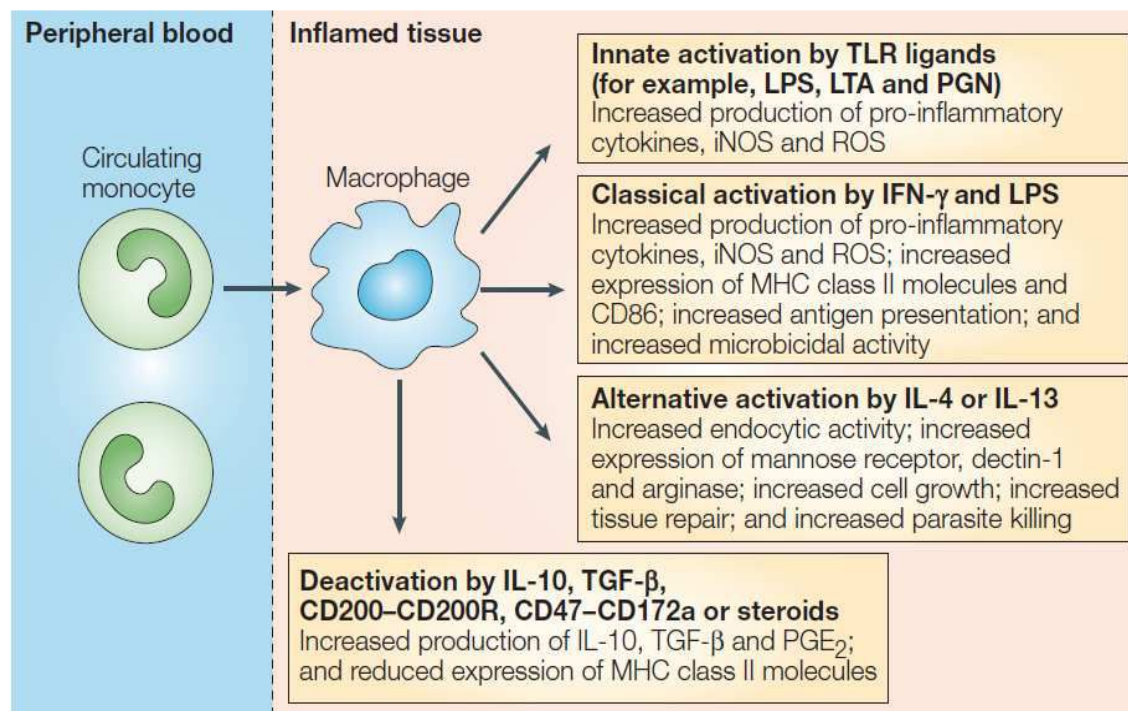 Peripheral blood
Inflamed tissue
Circulating
monocyte
Macrophage
Innate activation by TLR ligands
(for example, LPS, LTA and PGN)
Increased production of pro-inflammatory
cytokines, iNOS and ROS
Classical activation by IFN-γ and LPS
Increased production of pro-inflammatory
cytokines, iNOS and ROS; increased
expression of MHC class II molecules and
CD86; increased antigen presentation; and
increased microbicidal activity
Alternative activation by IL-4 or IL-13
Increased endocytic activity; increased
expression of mannose receptor, dectin-1
and arginase; increased cell growth; increased
tissue repair; and increased parasite killing
Deactivation by IL-10, TGF-β,
CD200–CD200R, CD47–CD172a or steroids
Increased production of IL-10, TGF-β and PGE₂;
and reduced expression of MHC class II molecules